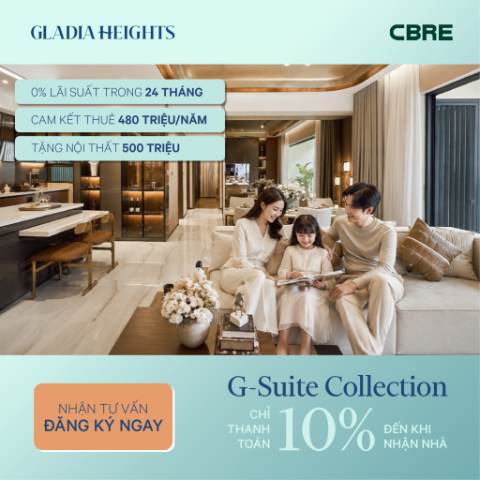 GLADIA HEIGHTS
CBRE
0% LÃI SUẤT TRONG 24 THÁNG
CAM KẾT THUÊ 480 TRIỆU/NĂM
TẶNG NỘI THẤT 500 TRIỆU
G-Suite Collection
NHẬN TƯ VẤN
ĐĂNG KÝ NGAY
CHỈ
THANH
TOÁN
10%
ĐẾN KHI
NHẬN NHÀ